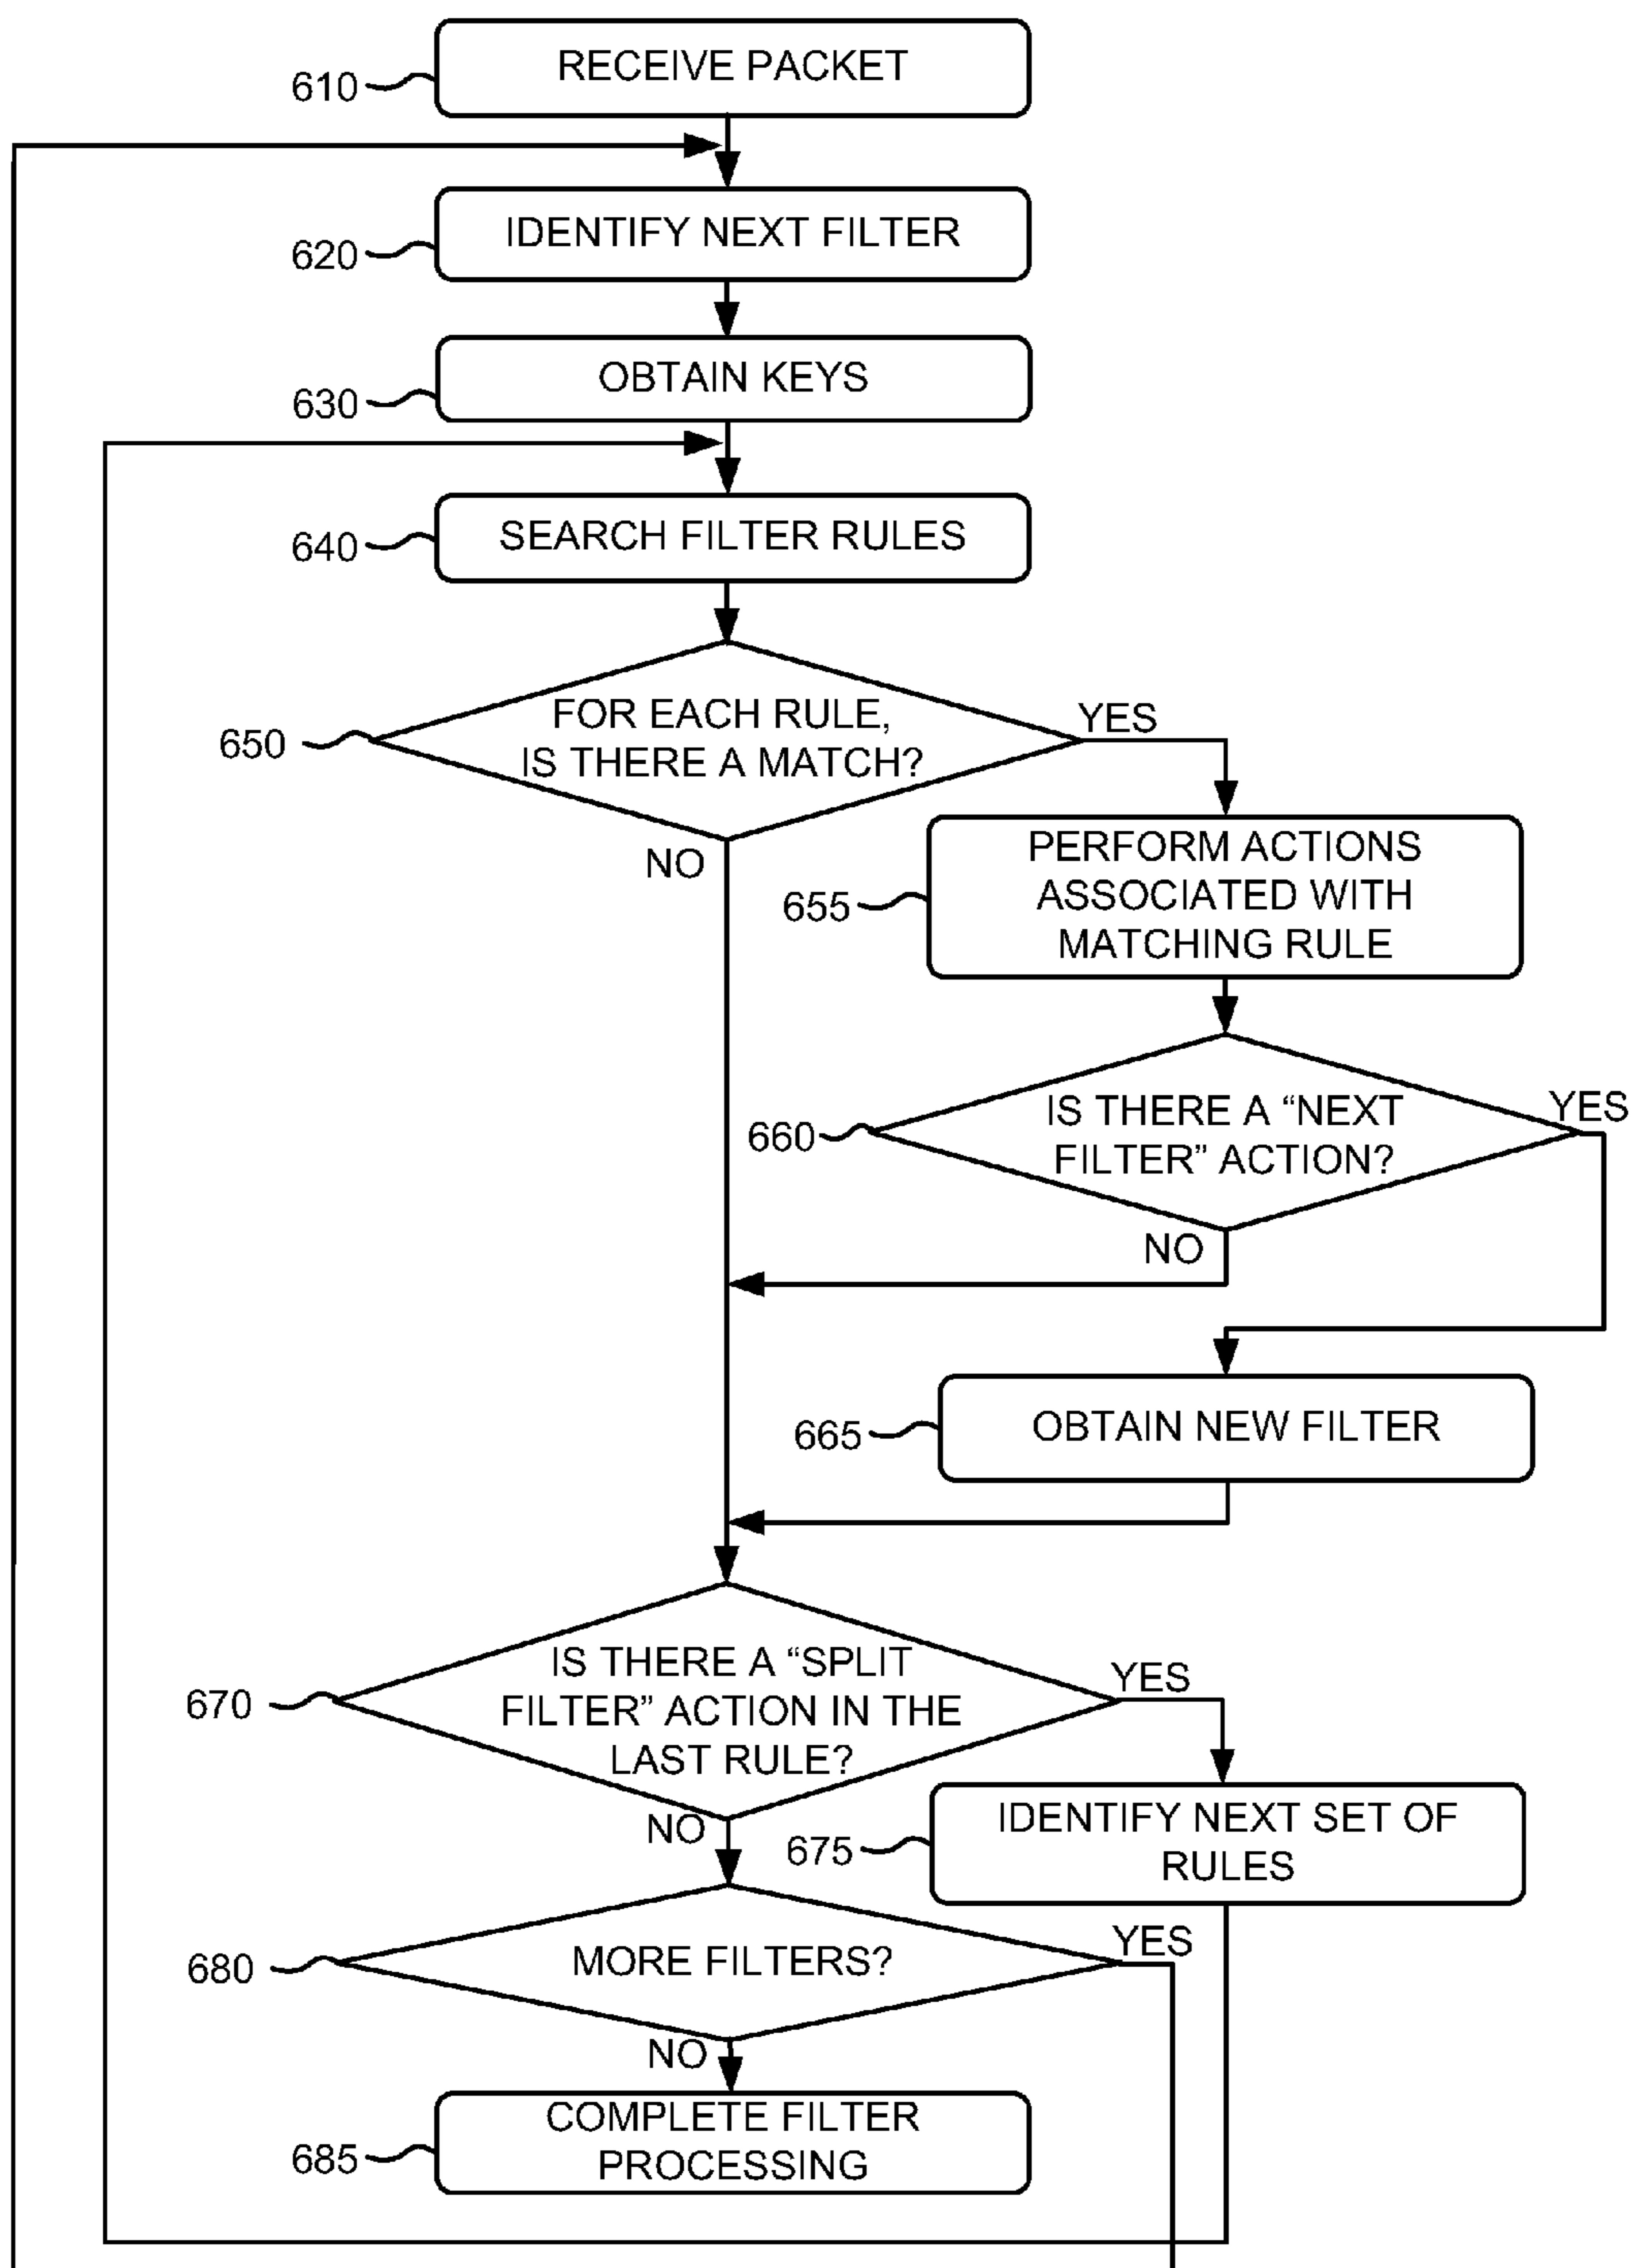 RECEIVE PACKET
610
IDENTIFY NEXT FILTER
620
OBTAIN KEYS
630
SEARCH FILTER RULES
640
FOR EACH RULE,
IS THERE A MATCH?
YES
650
NO
PERFORM ACTIONS
ASSOCIATED WITH
MATCHING RULE
655
IS THERE A “NEXT
FILTER” ACTION?
YES
660
NO
OBTAIN NEW FILTER
665
IS THERE A “SPLIT
FILTER” ACTION IN THE
LAST RULE?
YES
670
NO
IDENTIFY NEXT SET OF
RULES
675
MORE FILTERS?
YES
680
NO
COMPLETE FILTER
PROCESSING
685